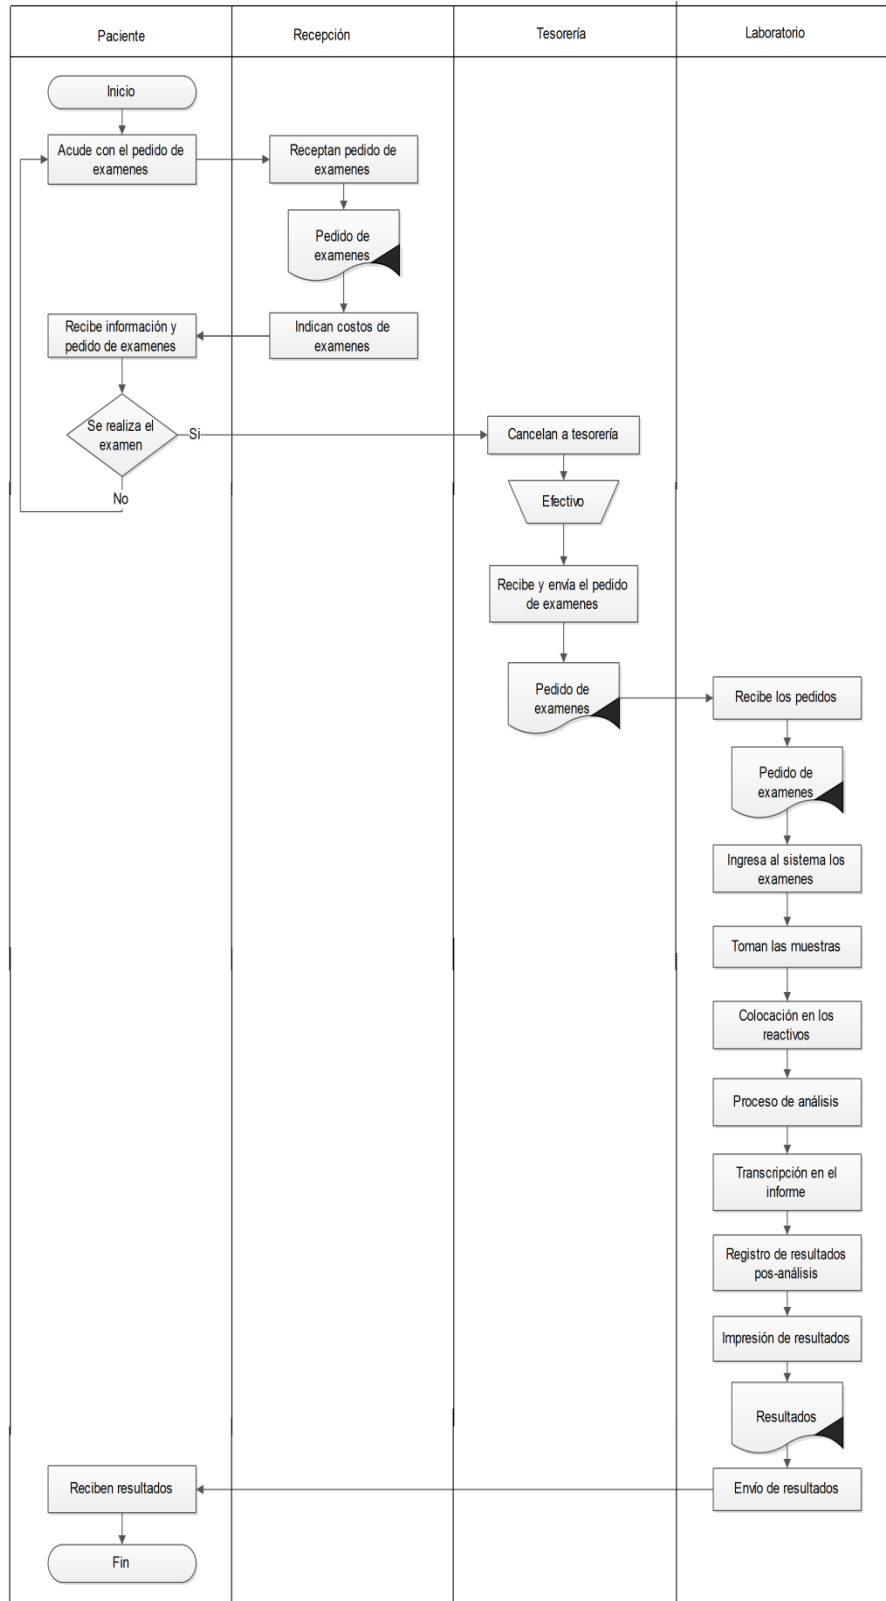 Paciente
Recepción
Tesorería
Laboratorio
Inicio
Acude con el pedido de
examenes
Receptan pedido de
examenes
Pedido de
examenes
Recibe información y
pedido de examenes
Indican costos de
examenes
Se realiza el
examen
Si
No
Cancelan a tesorería
Efectivo
Recibe y envía el pedido
de examenes
Pedido de
examenes
Recibe los pedidos
Pedido de
examenes
Ingresa al sistema los
examenes
Toman las muestras
Colocación en los
reactivos
Proceso de análisis
Transcripción en el
informe
Registro de resultados
pos-análisis
Impresión de resultados
Resultados
Envío de resultados
Reciben resultados
Fin